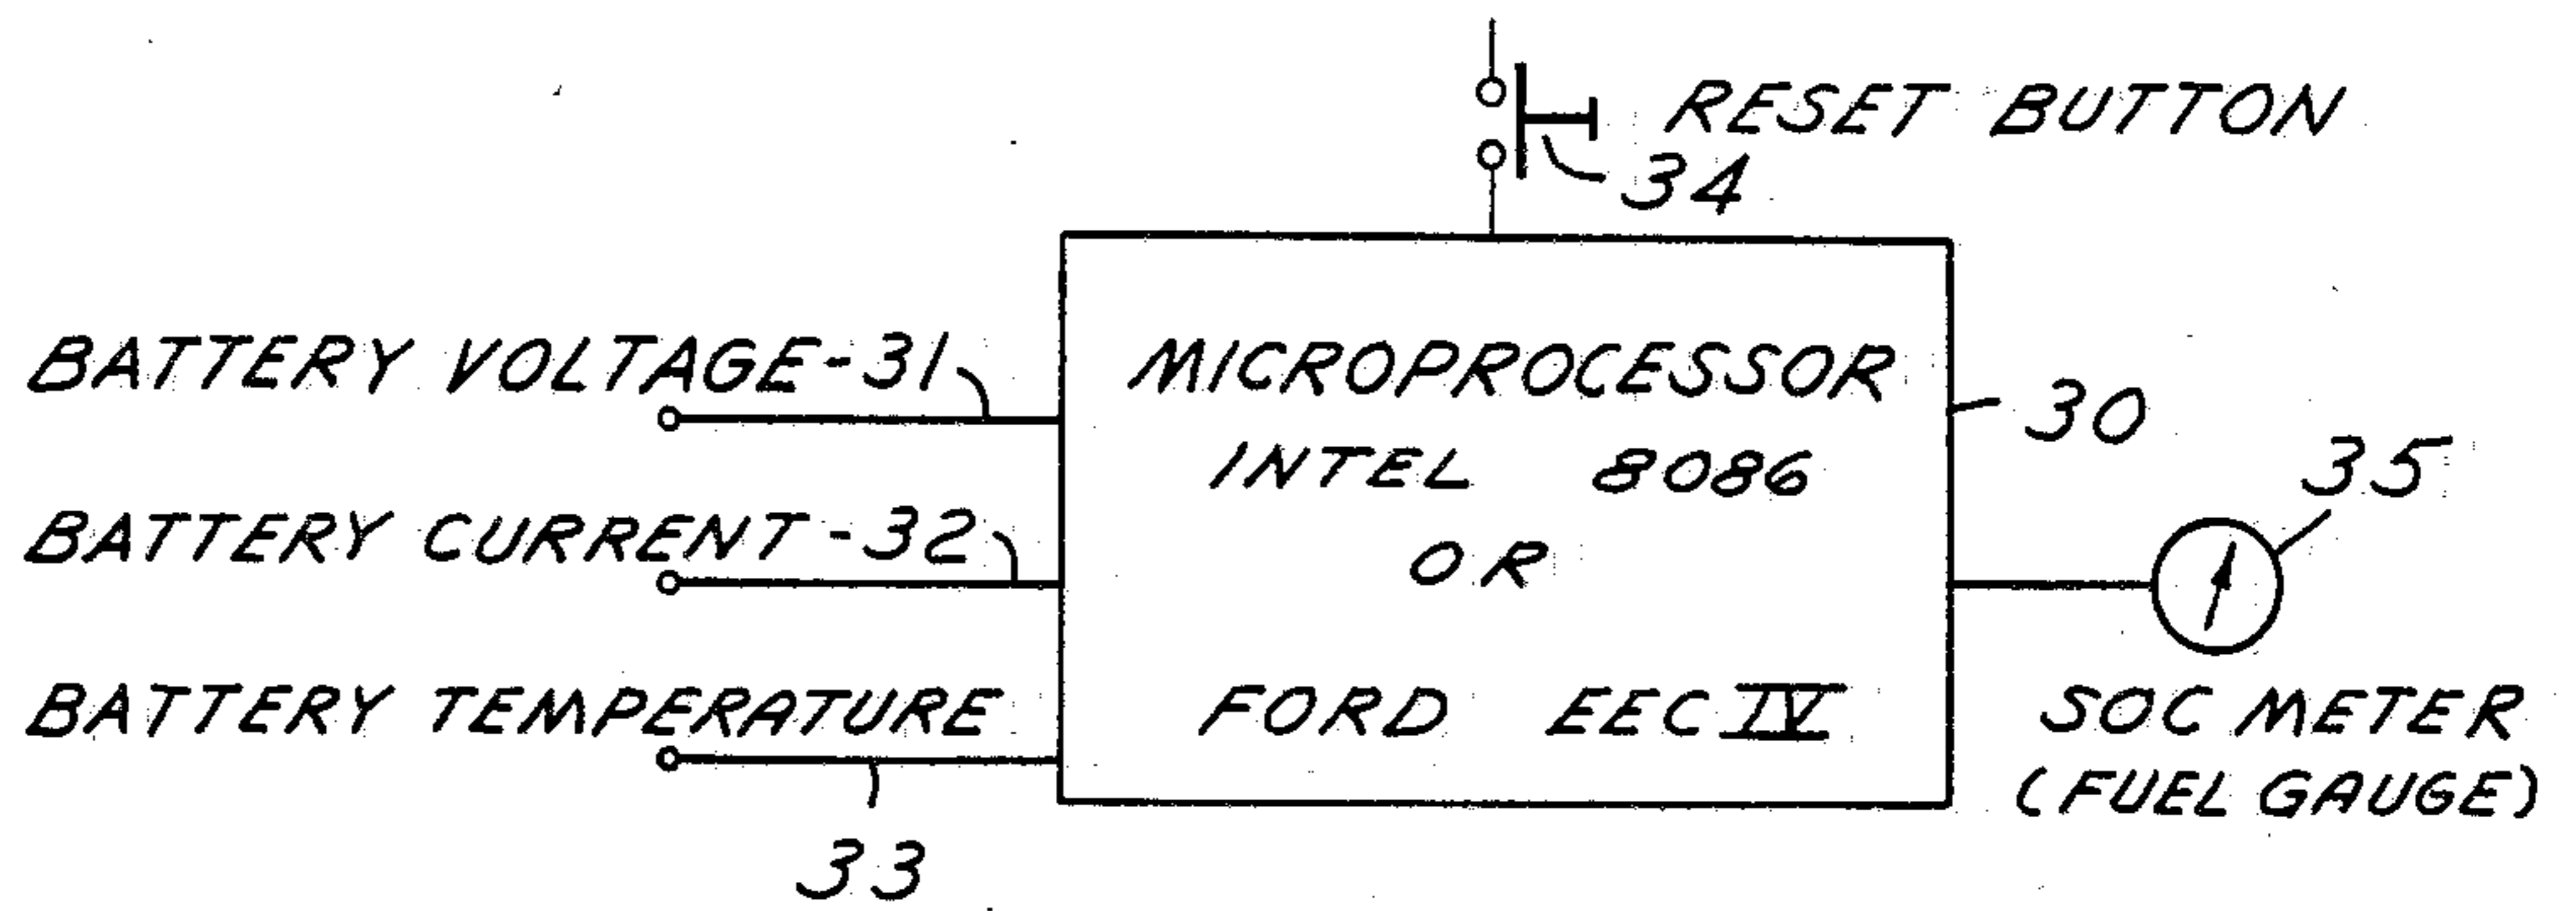 RESET BUTTON
34
BATTERY VOLTAGE-31
MICROPROCESSOR
30
INTEL 8086
35
BATTERY CURRENT-32
OR
BATTERY TEMPERATURE
FORD EEC IV
SOC METER
(FUEL GAUGE)
33